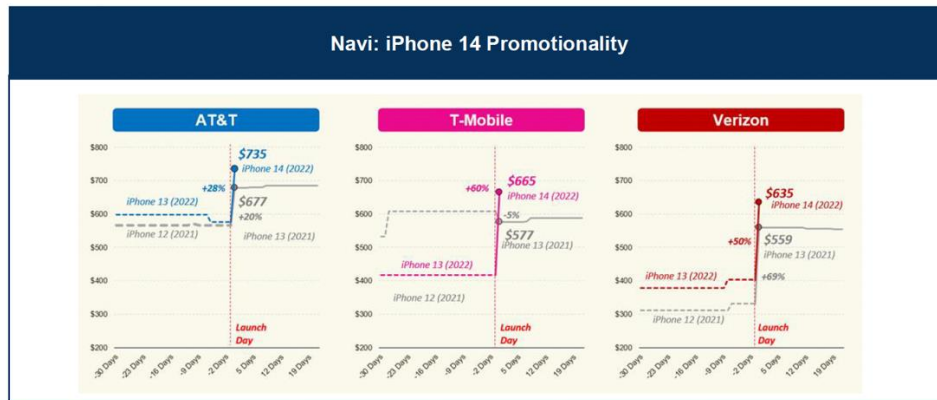 Navi: iPhone 14 Promotionality
AT&T
$800
$700
$600
$500
$400
$300
$200
$735
iPhone 14 (2022)
+28%
$677
+20%
iPhone 13 (2022)
iPhone 12 (2021)
iPhone 13 (2021)
Launch
Day
-30 Days
-23 Days
-16 Days
-9 Days
-2 Days
5 Days
12 Days
19 Days
T-Mobile
$800
$700
$600
$500
$400
$300
$200
+60%
$665
iPhone 14 (2022)
-5%
$577
iPhone 13 (2021)
iPhone 13 (2022)
iPhone 12 (2021)
Launch
Day
-30 Days
-23 Days
-16 Days
-9 Days
-2 Days
5 Days
12 Days
19 Days
Verizon
$800
$700
$600
$500
$400
$300
$200
$635
iPhone 14 (2022)
+50%
$559
iPhone 13 (2021)
+69%
iPhone 13 (2022)
iPhone 12 (2021)
Launch
Day
-30 Days
-23 Days
-16 Days
-9 Days
-2 Days
5 Days
12 Days
19 Days